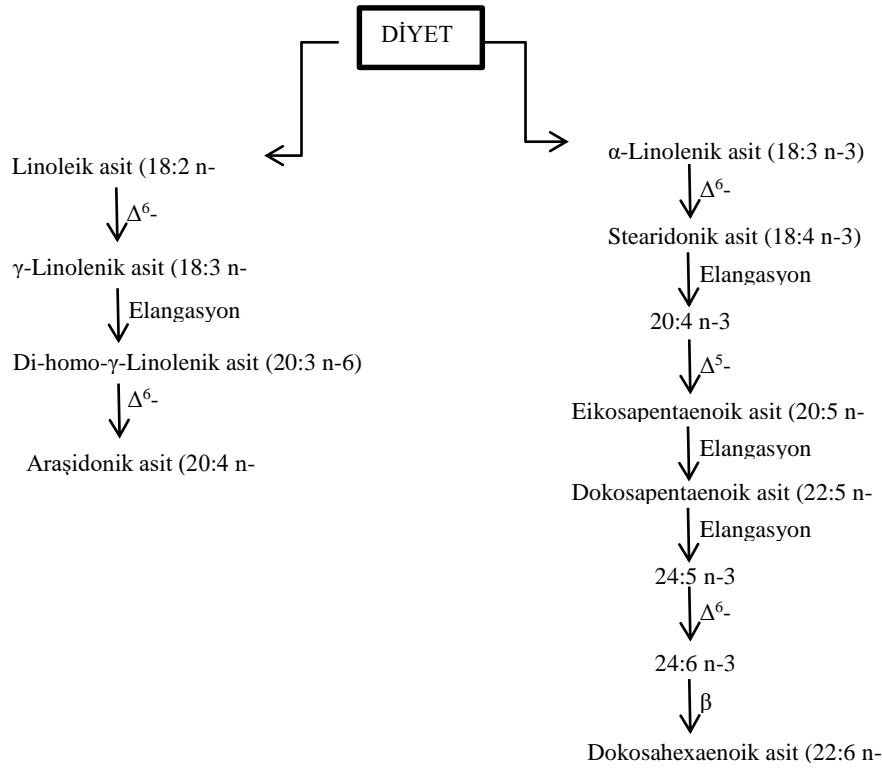 DİYET
Linoleik asit (18:2 n-
Δ⁶-
γ-Linolenik asit (18:3 n-
Elangasyon
Di-homo-γ-Linolenik asit (20:3 n-6)
Δ⁶-
Araşidonik asit (20:4 n-
α-Linolenik asit (18:3 n-3)
Δ⁶-
Stearidonik asit (18:4 n-3)
Elangasyon
20:4 n-3
Δ⁵-
Eikosapentaenoik asit (20:5 n-
Elangasyon
Dokosapentaenoik asit (22:5 n-
Elangasyon
24:5 n-3
Δ⁶-
24:6 n-3
β
Dokosahexaenoik asit (22:6 n-